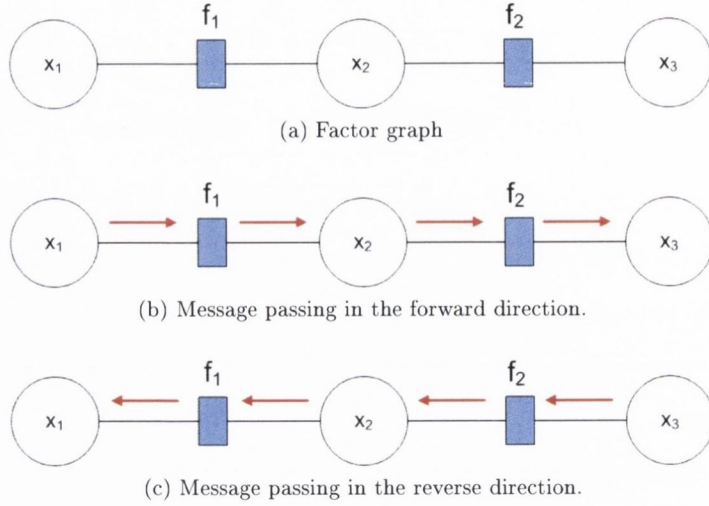 f₁ f₂
x₁ x₂ x₃
(a) Factor graph
f₁ f₂
x₁ x₂ x₃
(b) Message passing in the forward direction.
f₁ f₂
x₁ x₂ x₃
(c) Message passing in the reverse direction.